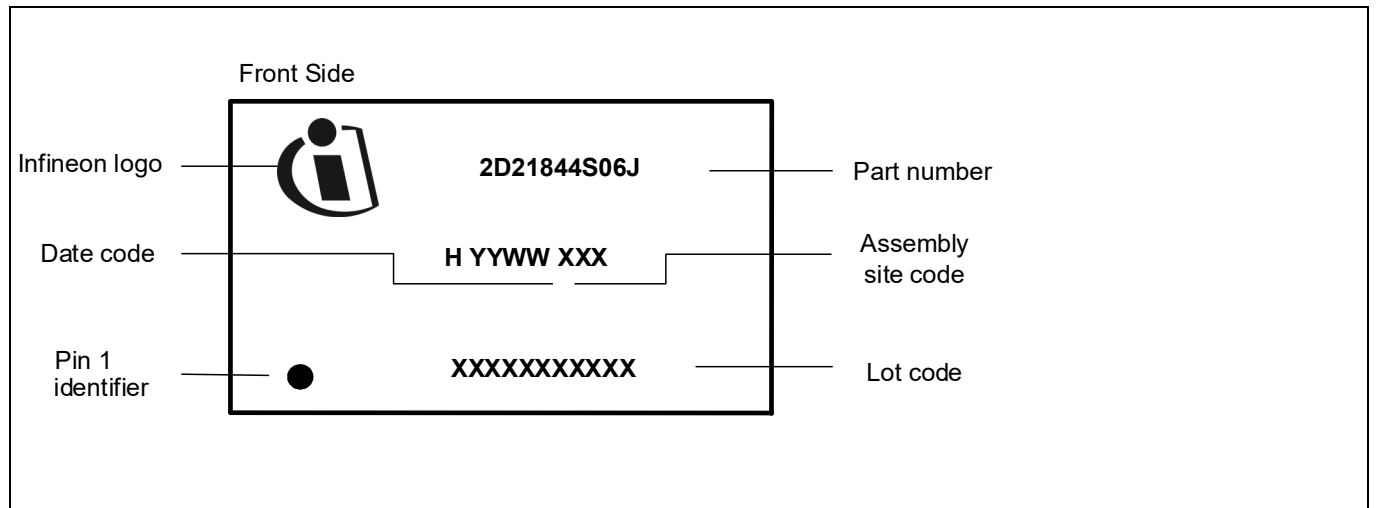 Front Side
Infineon logo
2D21844S06J
Part number
Date code
H YYWW XXX
Assembly
site code
Pin 1
identifier
XXXXXXXXXXX
Lot code